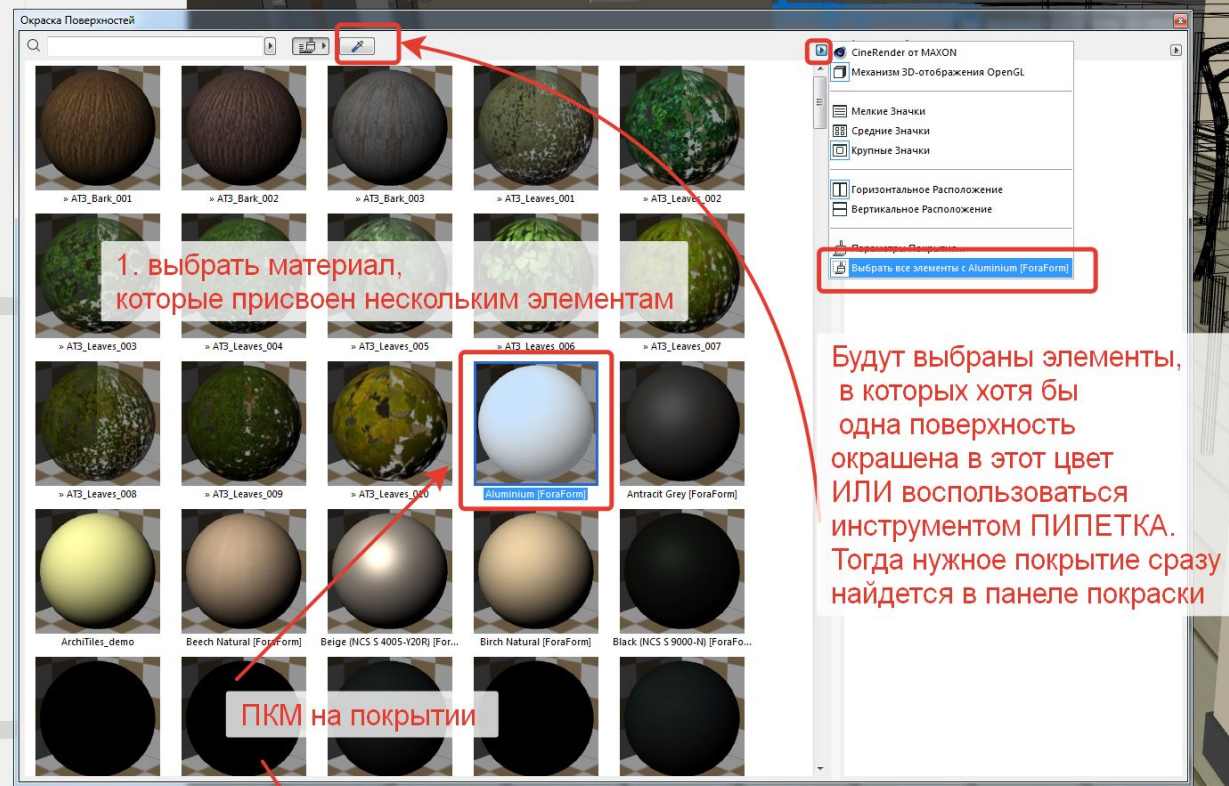 Окраска Поверхностей
CineRender от MAXON
Механизм 3D-отображения OpenGL
Мелкие Значки
Средние Значки
Крупные Значки
Горизонтальное Расположение
Вертикальное Расположение
Параметры Покрытия...
Выбрать все элементы с Aluminium [ForaForm]
» AT3_Bark_001
» AT3_Bark_002
» AT3_Bark_003
» AT3_Leaves_001
» AT3_Leaves_002
1. выбрать материал,
которые присвоен нескольким элементам
» AT3_Leaves_003
» AT3_Leaves_004
» AT3_Leaves_005
» AT3_Leaves_006
» AT3_Leaves_007
Будут выбраны элементы,
в которых хотя бы
одна поверхность
окрашена в этот цвет
ИЛИ воспользоваться
инструментом ПИПЕТКА.
Тогда нужное покрытие сразу
найдется в панеле покраски
» AT3_Leaves_008
» AT3_Leaves_009
» AT3_Leaves_010
Aluminium [ForaForm]
Antracit Grey [ForaForm]
ArchiTiles_demo
Beech Natural [ForaForm]
Beige (NCS S 4005-Y20R) [For...
Birch Natural [ForaForm]
Black (NCS S 9000-N) [ForaFo...
ПКМ на покрытии